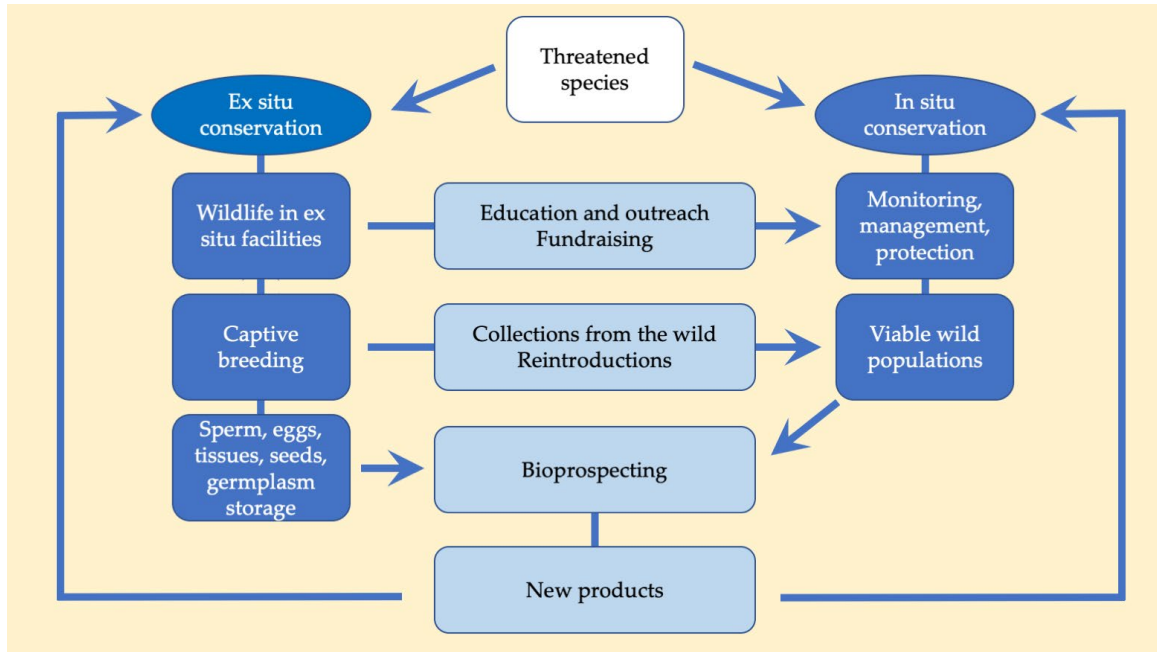 Threatened
species
Ex situ
conservation
In situ
conservation
Wildlife in ex
situ facilities
Education and outreach
Fundraising
Monitoring,
management,
protection
Captive
breeding
Collections from the wild
Reintroductions
Viable wild
populations
Sperm, eggs,
tissues, seeds,
germplasm
storage
Bioprospecting
New products